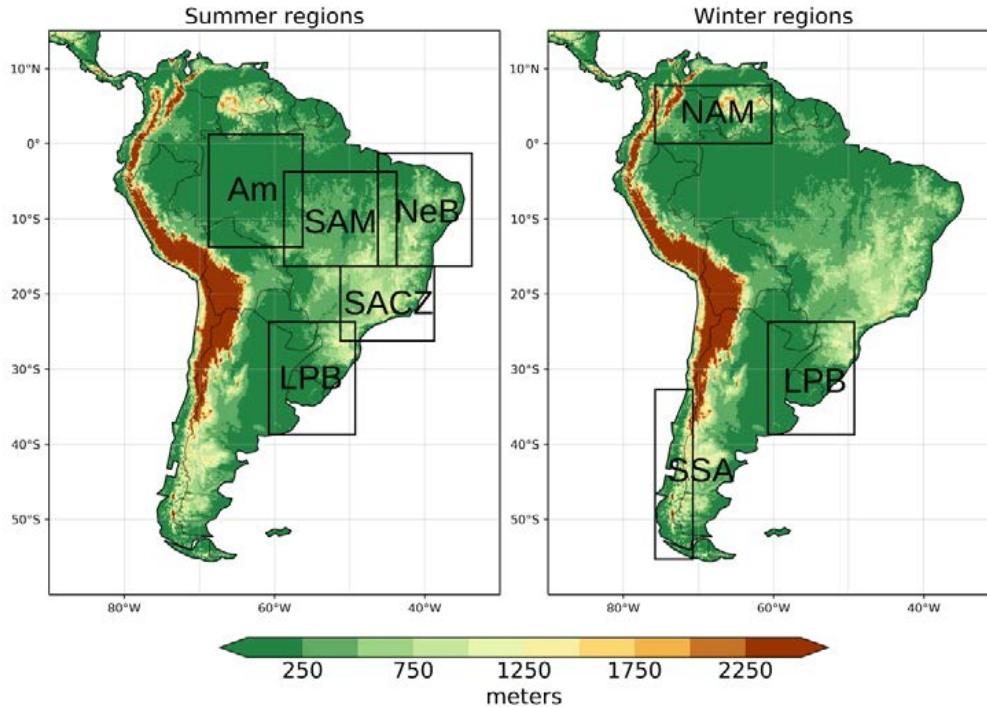 Summer regions
Winter regions
10°N
0°
10°S
20°S
30°S
40°S
50°S
80°W
60°W
40°W
Am
SAM
NeB
SACZ
LPB
10°N
0°
10°S
20°S
30°S
40°S
50°S
80°W
60°W
40°W
NAM
LPB
SSA
250 750 1250 1750 2250
meters